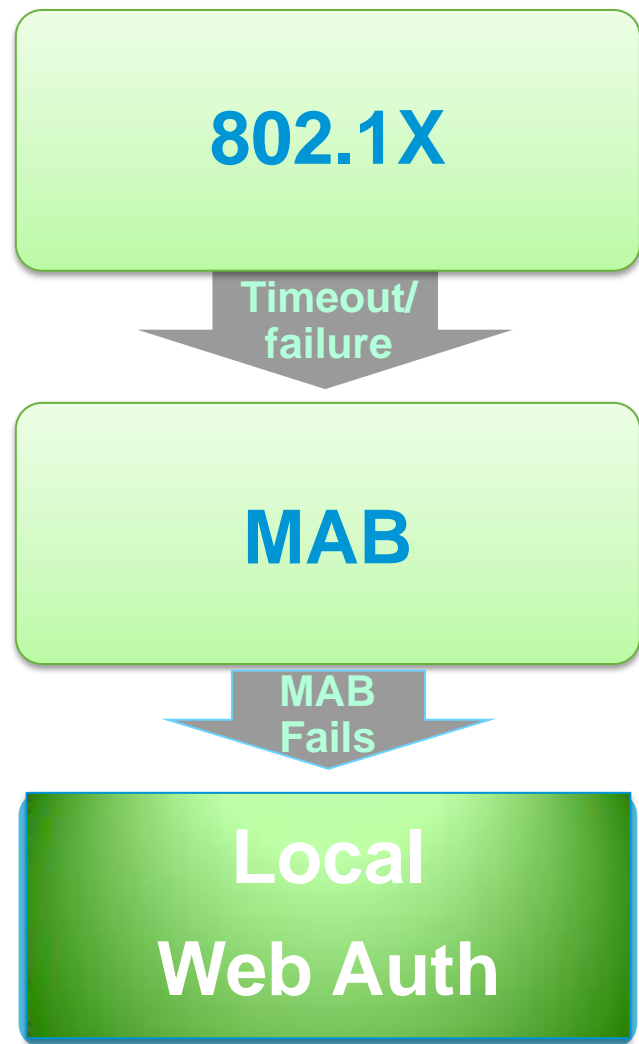 802.1X
Timeout/
failure
MAB
MAB
Fails
Local
Web Auth